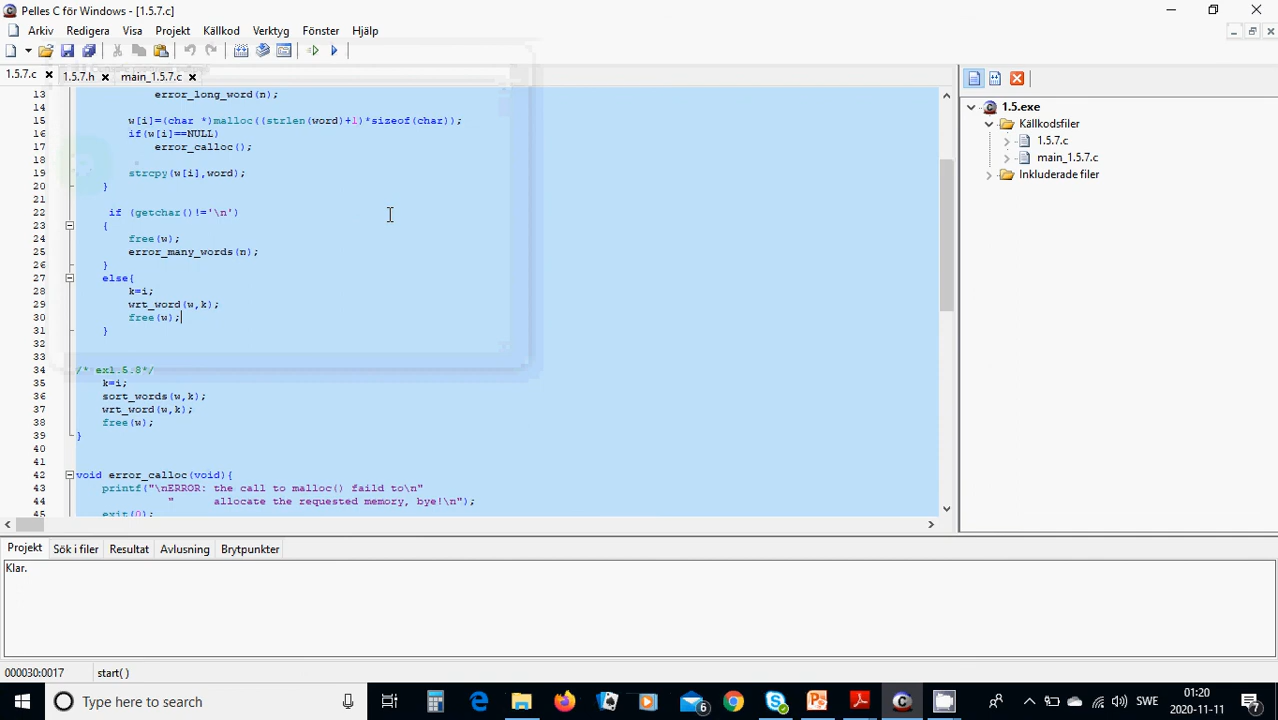 Pelles C för Windows - [1.5.7.c]
Arkiv Redigera Visa Projekt Källkod Verktyg Fönster Hjälp
1.5.7.c 1.5.7.h main_1.5.7.c
13 error_long_word(n);
14
15 w[i]=(char *)malloc((strlen(word)+1)*sizeof(char));
16 if(w[i]==NULL)
17 error_calloc();
18
19 strcpy(w[i],word);
20 }
21
22 if (getchar()!='\n')
23 {
24 free(w);
25 error_many_words(n);
26 }
27 else{
28 k=i;
29 wrt_word(w,k);
30 free(w);
31 }
32
33
34 /* ex1.5.8*/
35 k=i;
36 sort_words(w,k);
37 wrt_word(w,k);
38 free(w);
39 }
40
41
42 void error_calloc(void){
43 printf("\nERROR: the call to malloc() faild to\n"
44 " allocate the requested memory, bye!\n");
45 exit(0);
1.5.exe
Källkodsfiler
1.5.7.c
main_1.5.7.c
Inkluderade filer
Projekt Sök i filer Resultat Avlusning Brytpunkter
Klar.
000030:0017 start( )
Type here to search
6
SWE
01:20
2020-11-11
7